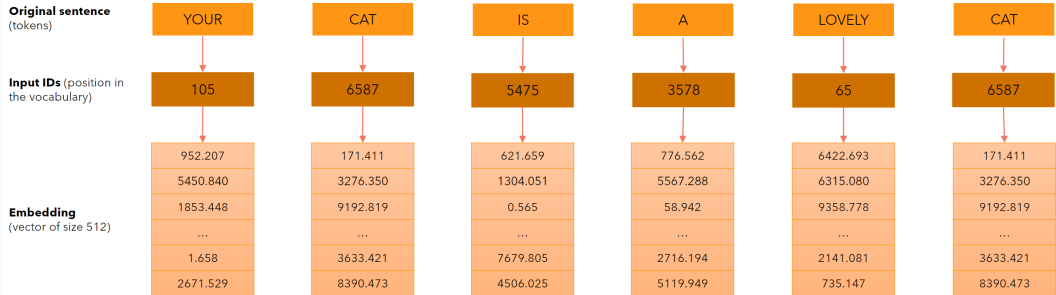 Original sentence
(tokens)
YOUR CAT IS A LOVELY CAT
Input IDs (position in
the vocabulary)
105 6587 5475 3578 65 6587
Embedding
(vector of size 512)
952.207 171.411 621.659 776.562 6422.693 171.411
5450.840 3276.350 1304.051 5567.288 6315.080 3276.350
1853.448 9192.819 0.565 58.942 9358.778 9192.819
... ... ... ... ... ...
1.658 3633.421 7679.805 2716.194 2141.081 3633.421
2671.529 8390.473 4506.025 5119.949 735.147 8390.473